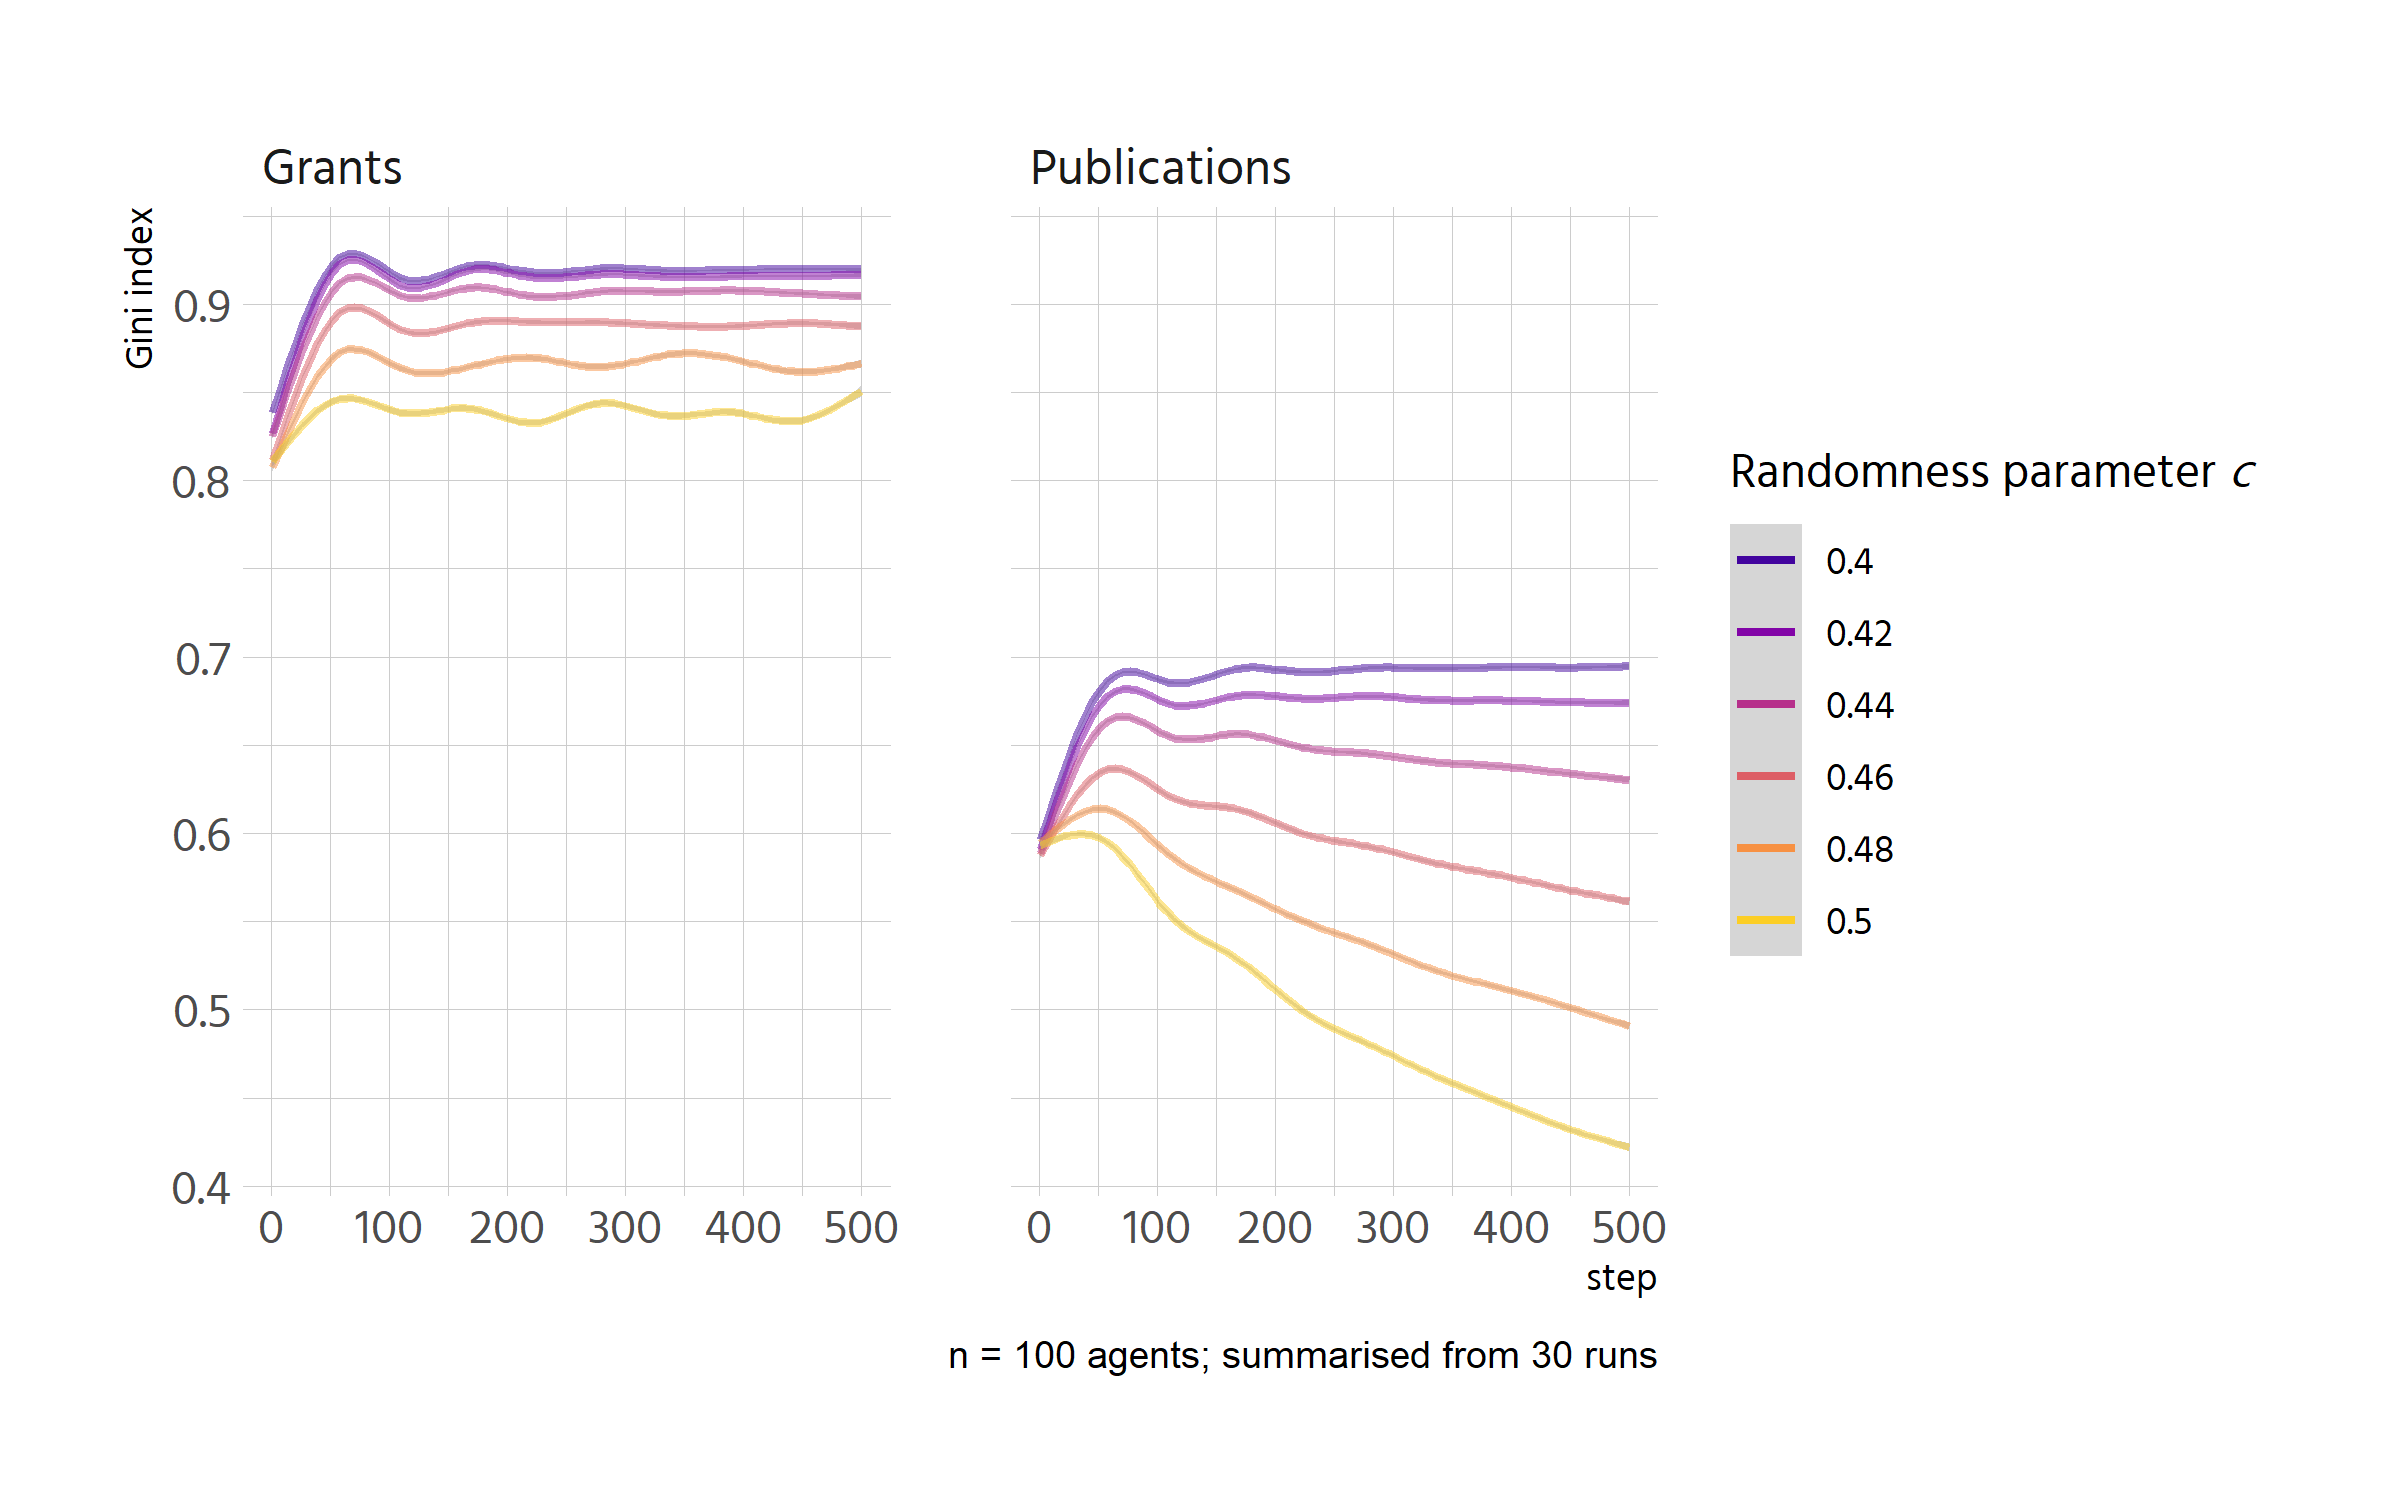 Grants
Publications
Gini index
0.9
0.8
0.7
0.6
0.5
0.4
0 100 200 300 400 500
0 100 200 300 400 500
step
Randomness parameter c
0.4
0.42
0.44
0.46
0.48
0.5
n = 100 agents; summarised from 30 runs